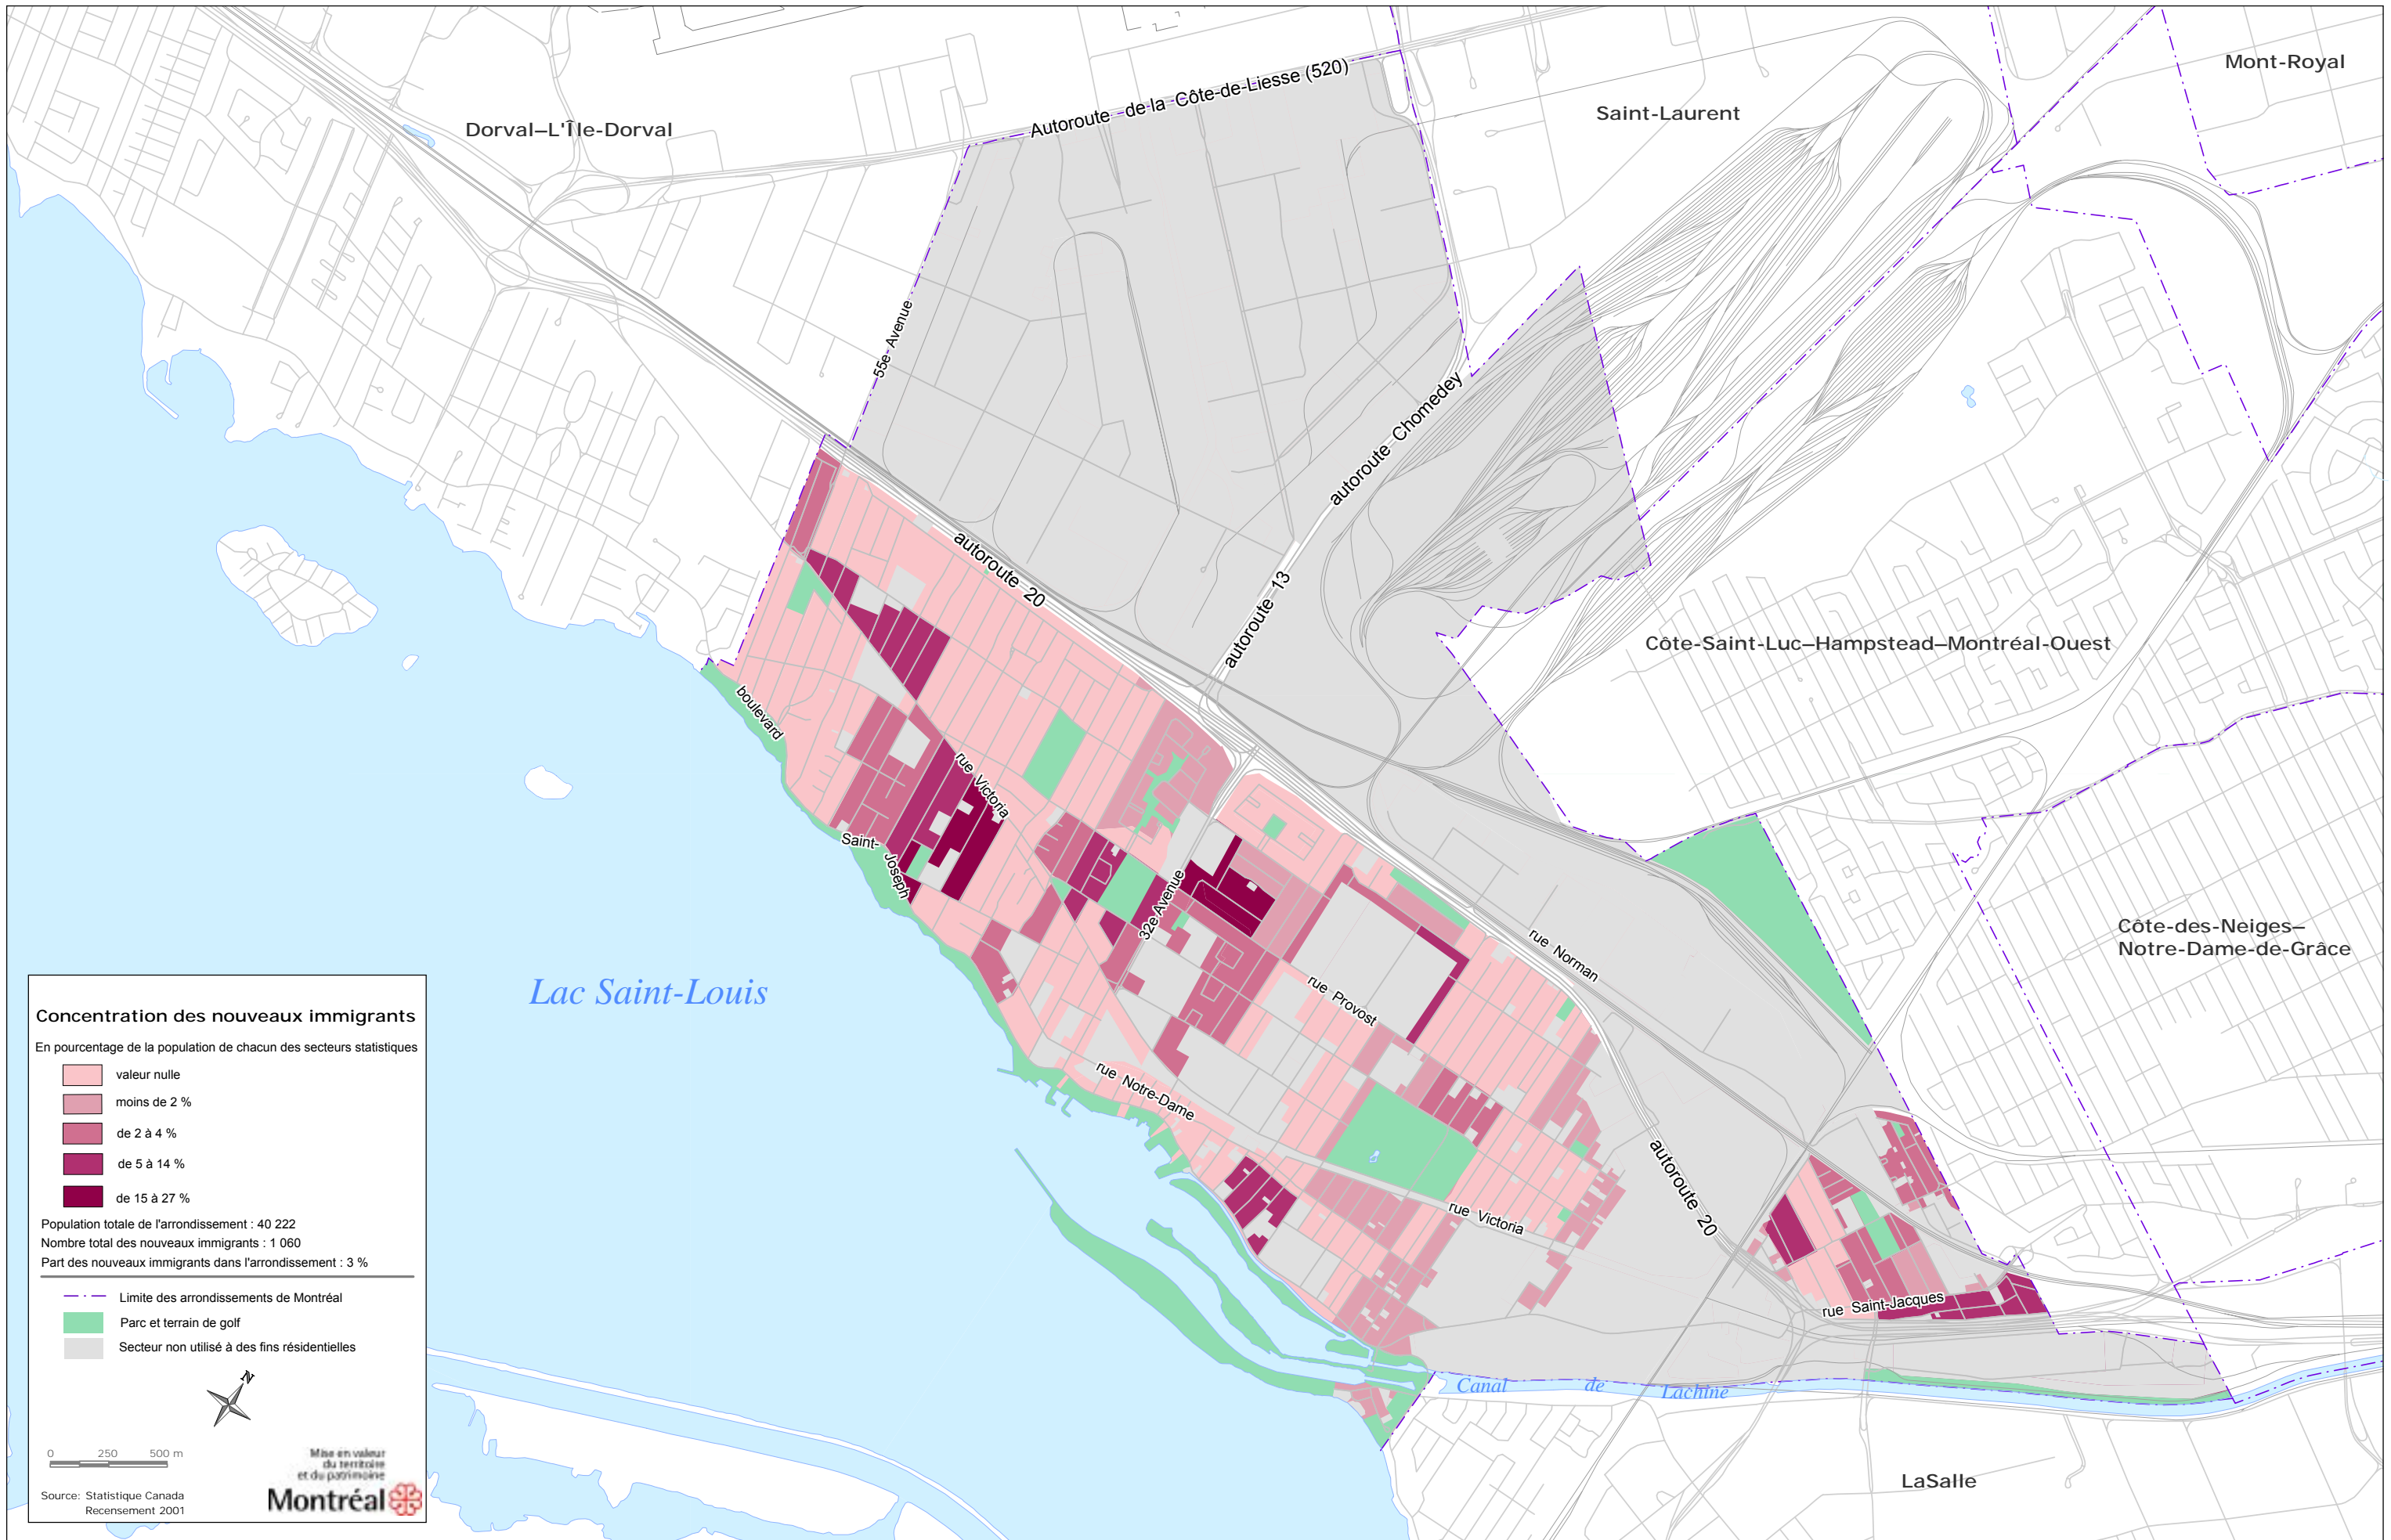 Mont-Royal
Saint-Laurent
Dorval–L'Île-Dorval
Autoroute de la Côte-de-Liesse (520)
55e Avenue
autoroute Chomedey
autoroute 20
autoroute 13
Côte-Saint-Luc–Hampstead–Montréal-Ouest
boulevard
Saint-
Joseph
rue Victoria
32e Avenue
rue Norman
rue Provost
Côte-des-Neiges–
Notre-Dame-de-Grâce
Lac Saint-Louis
rue Notre-Dame
rue Victoria
autoroute 20
rue Saint-Jacques
Canal de Lachine
LaSalle
Concentration des nouveaux immigrants
En pourcentage de la population de chacun des secteurs statistiques
valeur nulle
moins de 2 %
de 2 à 4 %
de 5 à 14 %
de 15 à 27 %
Population totale de l'arrondissement : 40 222
Nombre total des nouveaux immigrants : 1 060
Part des nouveaux immigrants dans l'arrondissement : 3 %
Limite des arrondissements de Montréal
Parc et terrain de golf
Secteur non utilisé à des fins résidentielles
N
0 250 500 m
Mise en valeur
du territoire
et du patrimoine
Montréal
Source: Statistique Canada
Recensement 2001